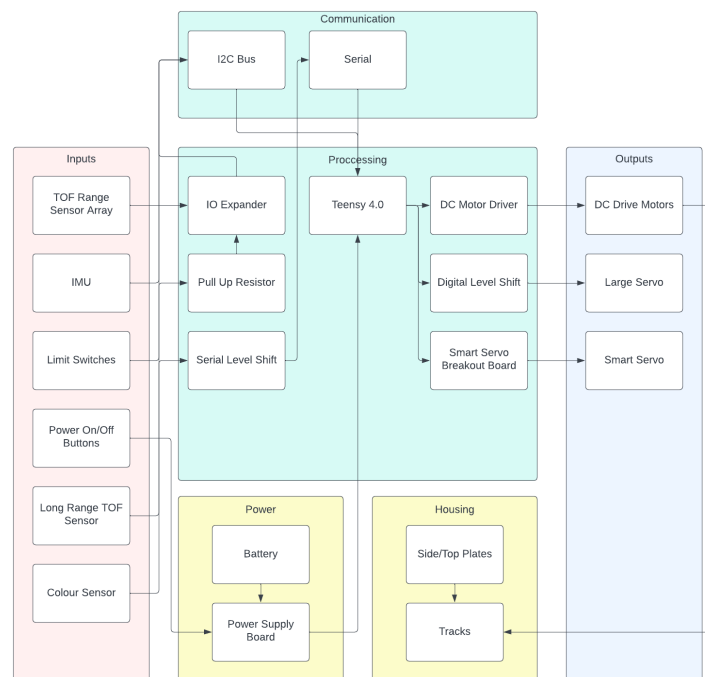 Communication
I2C Bus
Serial
Inputs
TOF Range
Sensor Array
IMU
Limit Switches
Power On/Off
Buttons
Long Range TOF
Sensor
Colour Sensor
Proccessing
IO Expander
Teensy 4.0
DC Motor Driver
Pull Up Resistor
Digital Level Shift
Serial Level Shift
Smart Servo
Breakout Board
Outputs
DC Drive Motors
Large Servo
Smart Servo
Power
Battery
Power Supply
Board
Housing
Side/Top Plates
Tracks